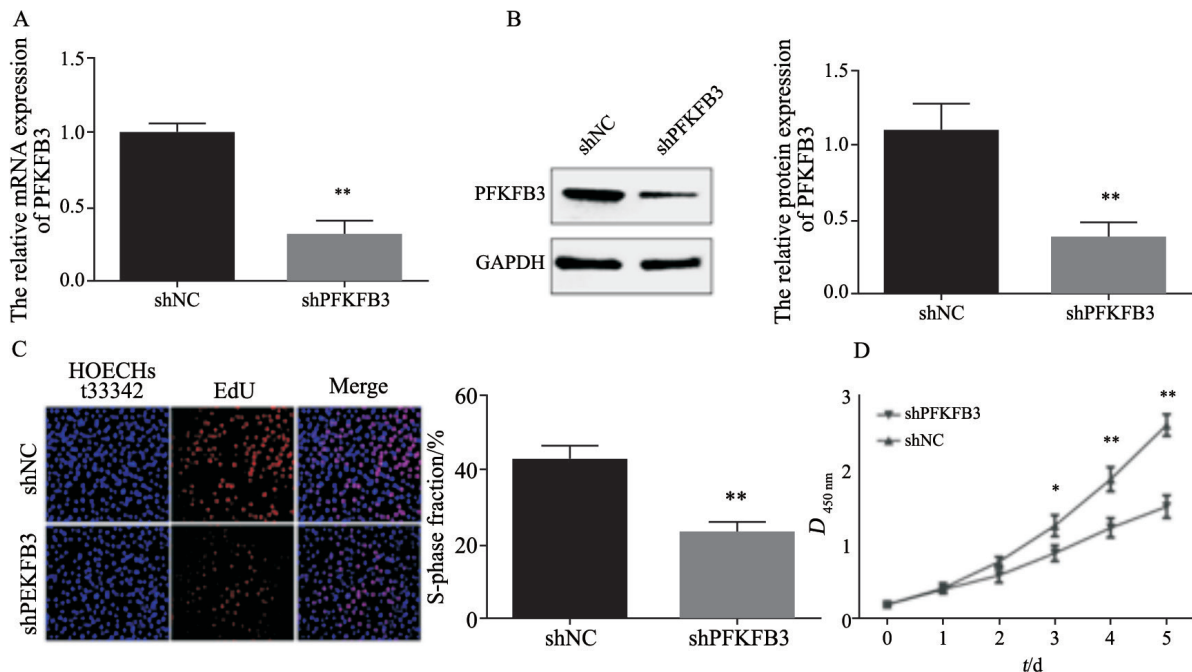 A
The relative mRNA expression
of PFKFB3
1.5
1.0
0.5
0.0
**
shNC
shPFKFB3
B
shNC
shPFKFB3
PFKFB3
GAPDH
The relative protein expression
of PFKFB3
1.5
1.0
0.5
0.0
**
shNC
shPFKFB3
C
HOECHs
t33342
EdU
Merge
shNC
shPEKFB3
S-phase fraction/%
60
40
20
0
**
shNC
shPFKFB3
D
D 450 nm
3
2
1
0
shPFKFB3
shNC
*
**
**
0 1 2 3 4 5
t/d